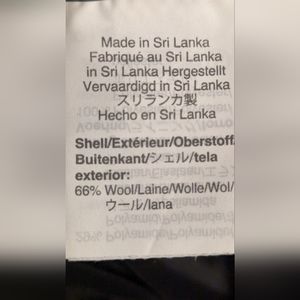 Made in Sri Lanka
Fabriqué au Sri Lanka
in Sri Lanka Hergestellt
Vervaardigd in Sri Lanka
スリランカ製
Hecho en Sri Lanka
Shell/Extérieur/Oberstoff/
Buitenkant/シェル/tela
exterior:
66% Wool/Laine/Wolle/Wol/
ウール/lana